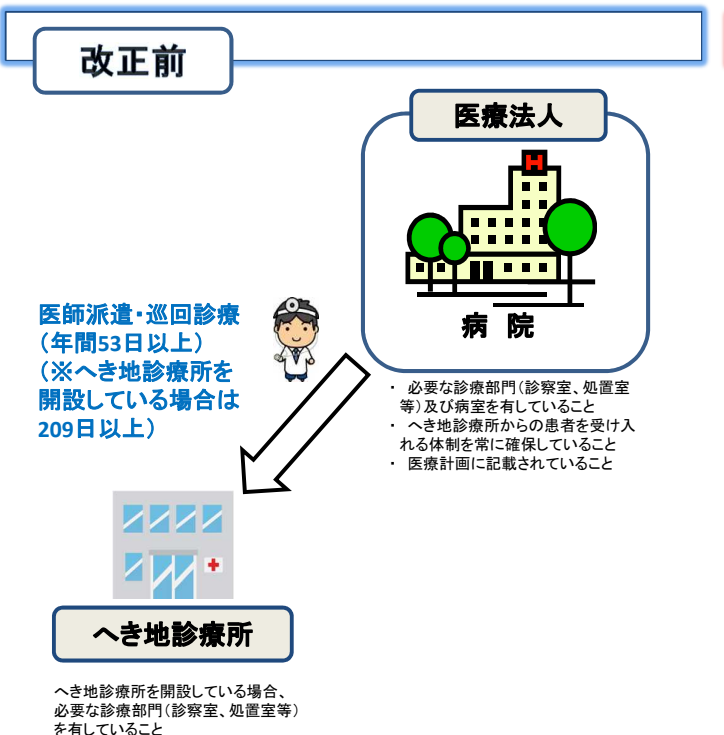 改正前
医療法人
H
病 院
医師派遣・巡回診療
（年間53日以上）
（※へき地診療所を
開設している場合は
209日以上）
・ 必要な診療部門（診察室、処置室
等）及び病室を有していること
・ へき地診療所からの患者を受け入
れる体制を常に確保していること
・ 医療計画に記載されていること
へき地診療所
へき地診療所を開設している場合、
必要な診療部門（診察室、処置室等）
を有していること